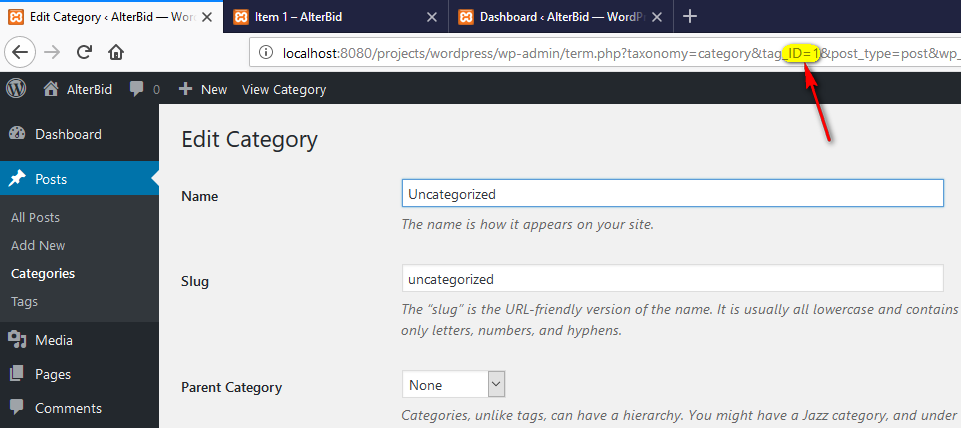 Edit Category ‹ AlterBid — Wor
Item 1 – AlterBid
Dashboard ‹ AlterBid — WordPr
localhost:8080/projects/wordpress/wp-admin/term.php?taxonomy=category&tag_ID=1&post_type=post&wp_
AlterBid 0 New View Category
Dashboard
Posts
All Posts
Add New
Categories
Tags
Media
Pages
Comments
Edit Category
Name
Uncategorized
The name is how it appears on your site.
Slug
uncategorized
The “slug” is the URL-friendly version of the name. It is usually all lowercase and contains
only letters, numbers, and hyphens.
Parent Category
None
Categories, unlike tags, can have a hierarchy. You might have a Jazz category, and under